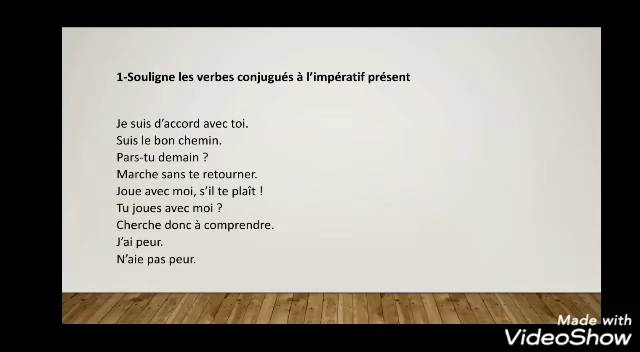 1-Souligne les verbes conjugués à l’impératif présent
Je suis d’accord avec toi.
Suis le bon chemin.
Pars-tu demain ?
Marche sans te retourner.
Joue avec moi, s’il te plaît !
Tu joues avec moi ?
Cherche donc à comprendre.
J’ai peur.
N’aie pas peur.
Made with
VideoShow